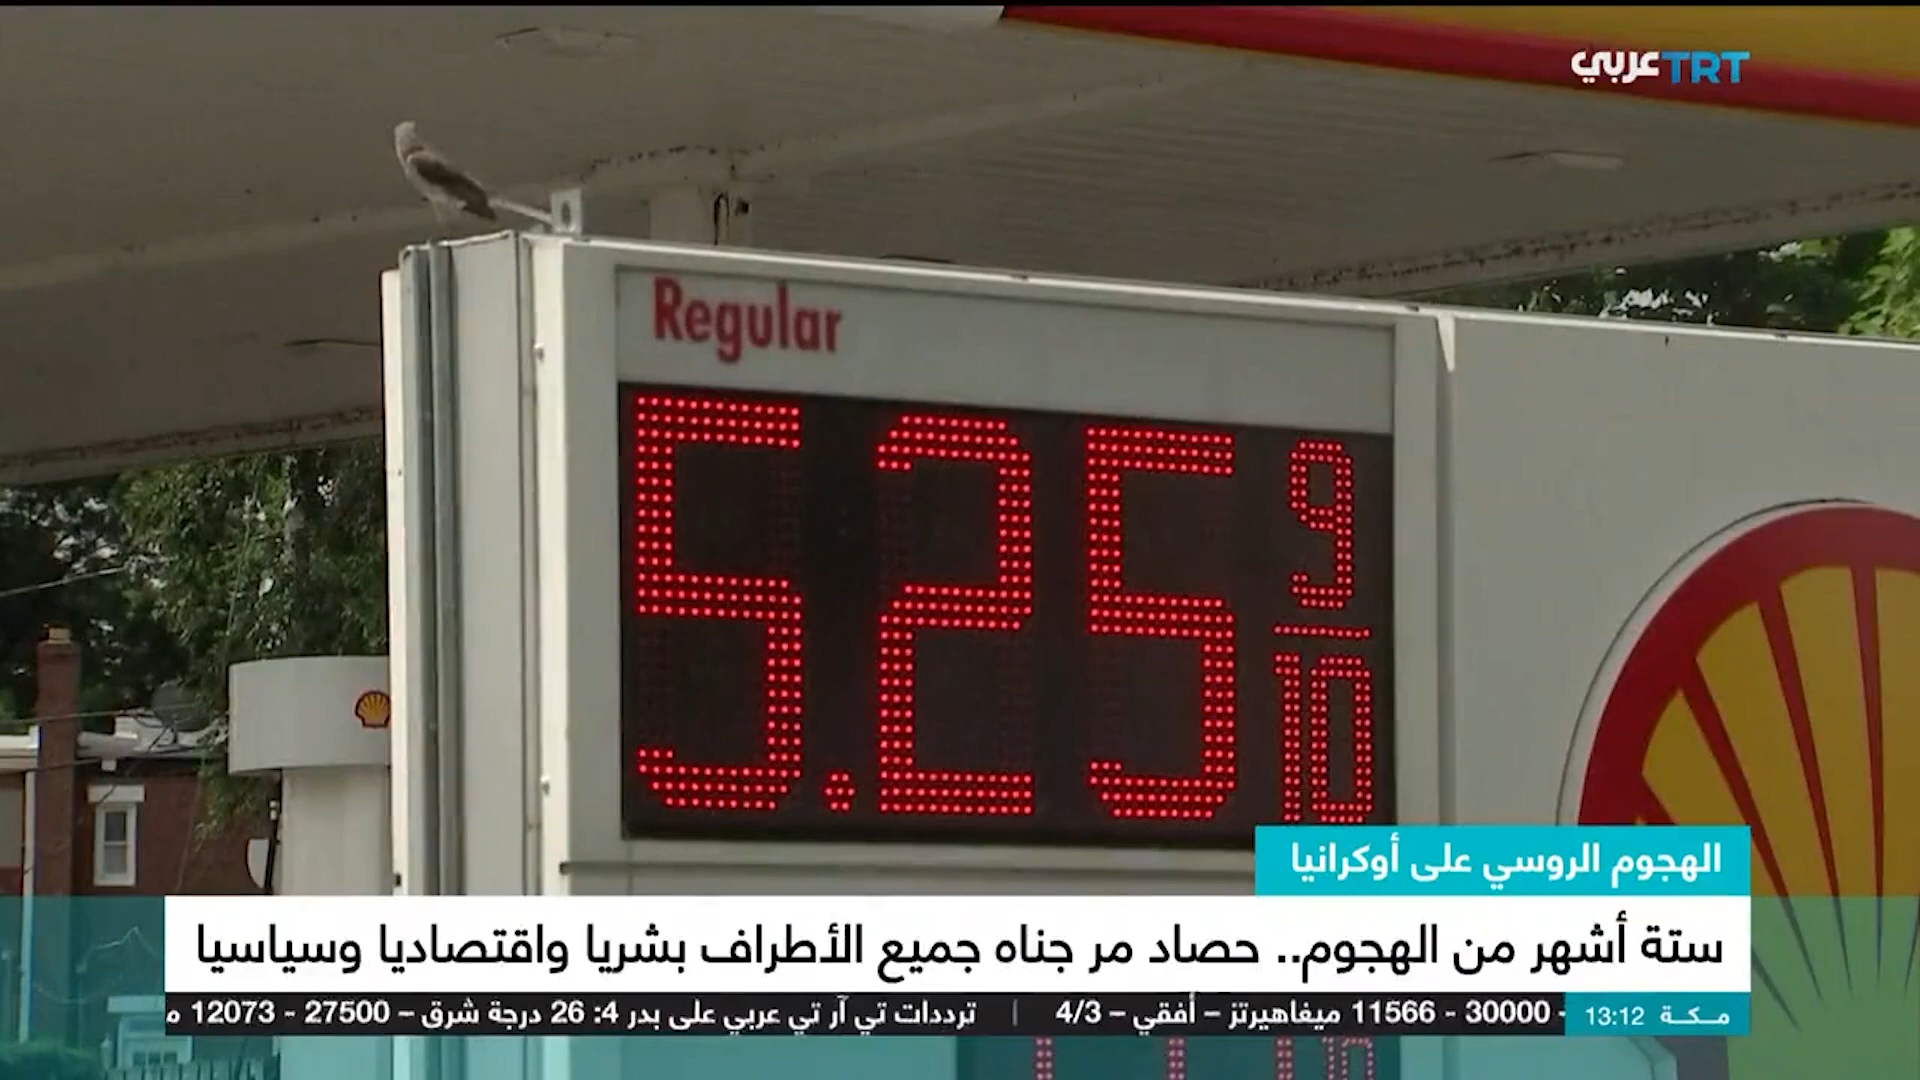 TRT عربي
Regular
5.25 9/10
الهجوم الروسي على أوكرانيا
ستة أشهر من الهجوم.. حصاد مر جناه جميع الأطراف بشريا واقتصاديا وسياسيا
مكة 13:12
- 30000 - 11566 ميغاهيرتز – أفقي – 4/3 | ترددات تي آر تي عربي على بدر 4: 26 درجة شرق – 27500 - 12073